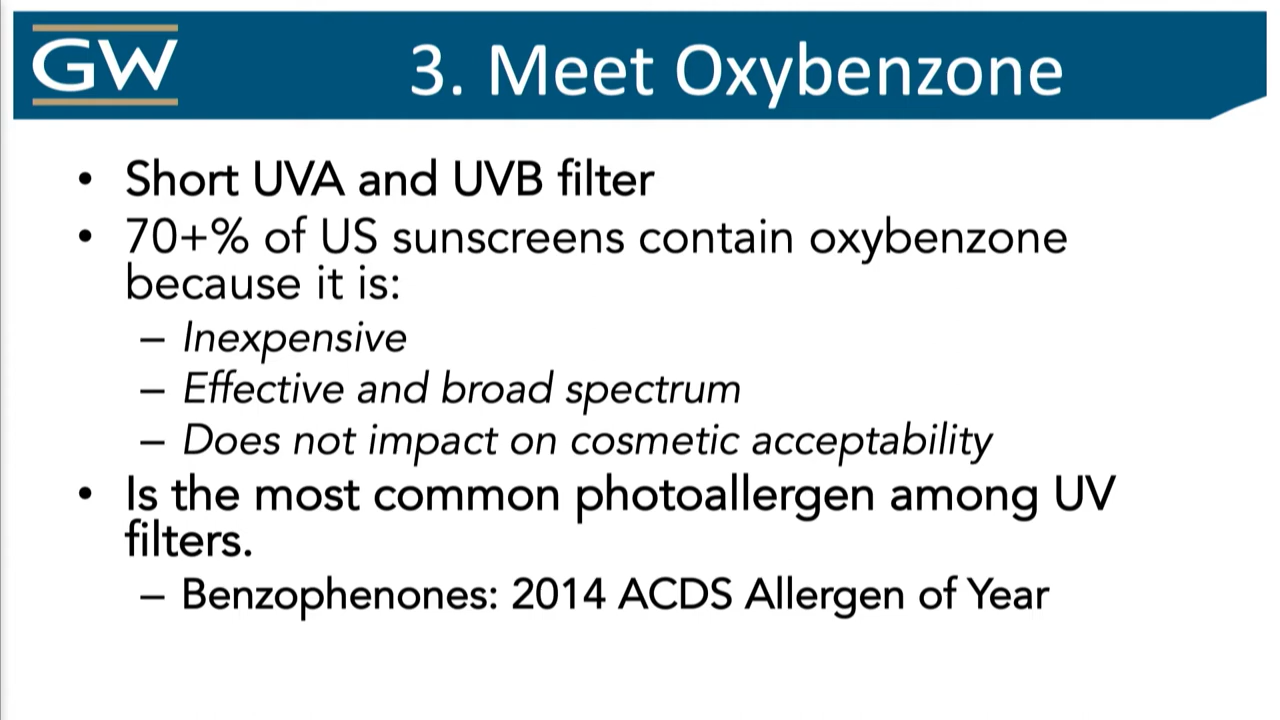 GW
3. Meet Oxybenzone
• Short UVA and UVB filter
• 70+% of US sunscreens contain oxybenzone
because it is:
– Inexpensive
– Effective and broad spectrum
– Does not impact on cosmetic acceptability
• Is the most common photoallergen among UV
filters.
– Benzophenones: 2014 ACDS Allergen of Year